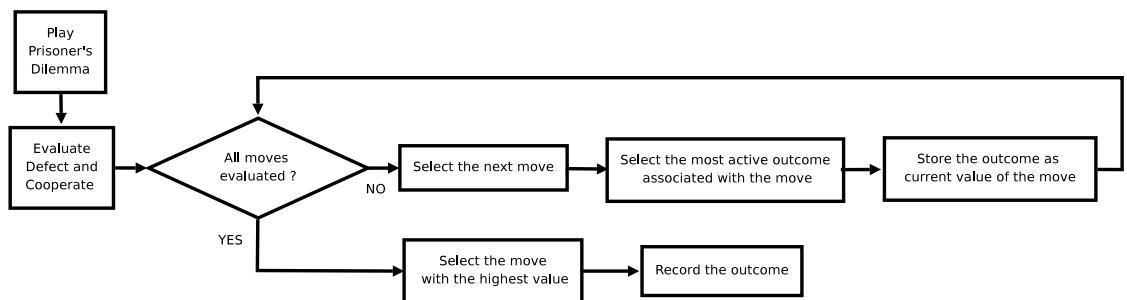 Play
Prisoner's
Dilemma
Evaluate
Defect and
Cooperate
All moves
evaluated ?
NO
Select the next move
Select the most active outcome
associated with the move
Store the outcome as
current value of the move
YES
Select the move
with the highest value
Record the outcome